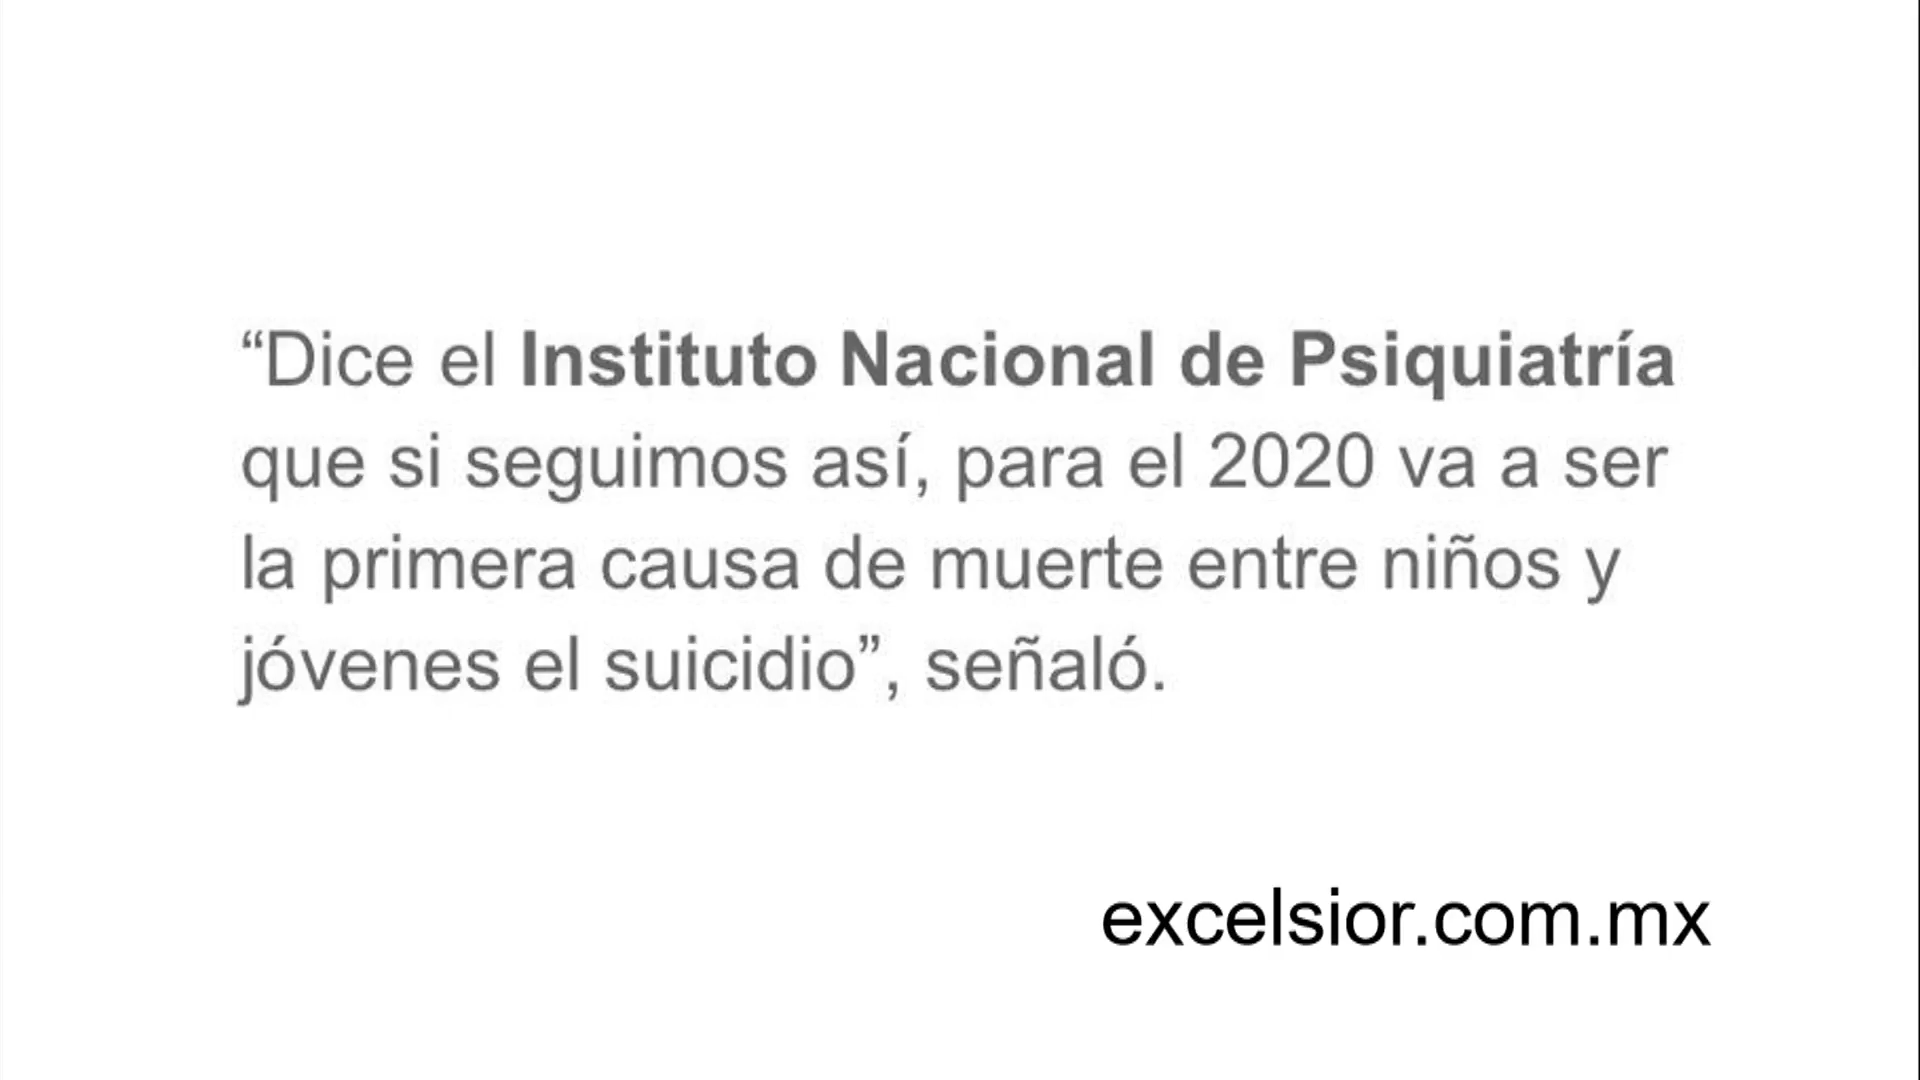 “Dice el Instituto Nacional de Psiquiatría
que si seguimos así, para el 2020 va a ser
la primera causa de muerte entre niños y
jóvenes el suicidio”, señaló.
excelsior.com.mx